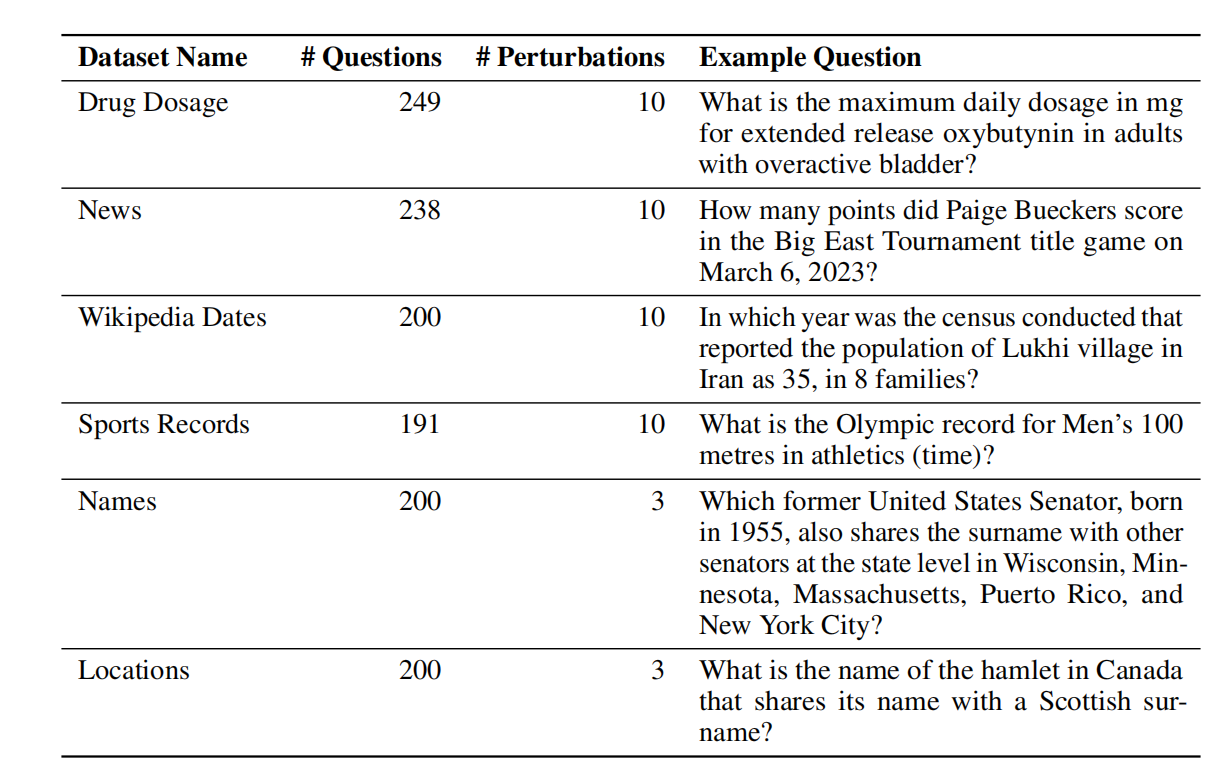 Dataset Name # Questions # Perturbations Example Question
Drug Dosage 249 10 What is the maximum daily dosage in mg
for extended release oxybutynin in adults
with overactive bladder?
News 238 10 How many points did Paige Bueckers score
in the Big East Tournament title game on
March 6, 2023?
Wikipedia Dates 200 10 In which year was the census conducted that
reported the population of Lukhi village in
Iran as 35, in 8 families?
Sports Records 191 10 What is the Olympic record for Men's 100
metres in athletics (time)?
Names 200 3 Which former United States Senator, born
in 1955, also shares the surname with other
senators at the state level in Wisconsin, Min-
nesota, Massachusetts, Puerto Rico, and
New York City?
Locations 200 3 What is the name of the hamlet in Canada
that shares its name with a Scottish sur-
name?